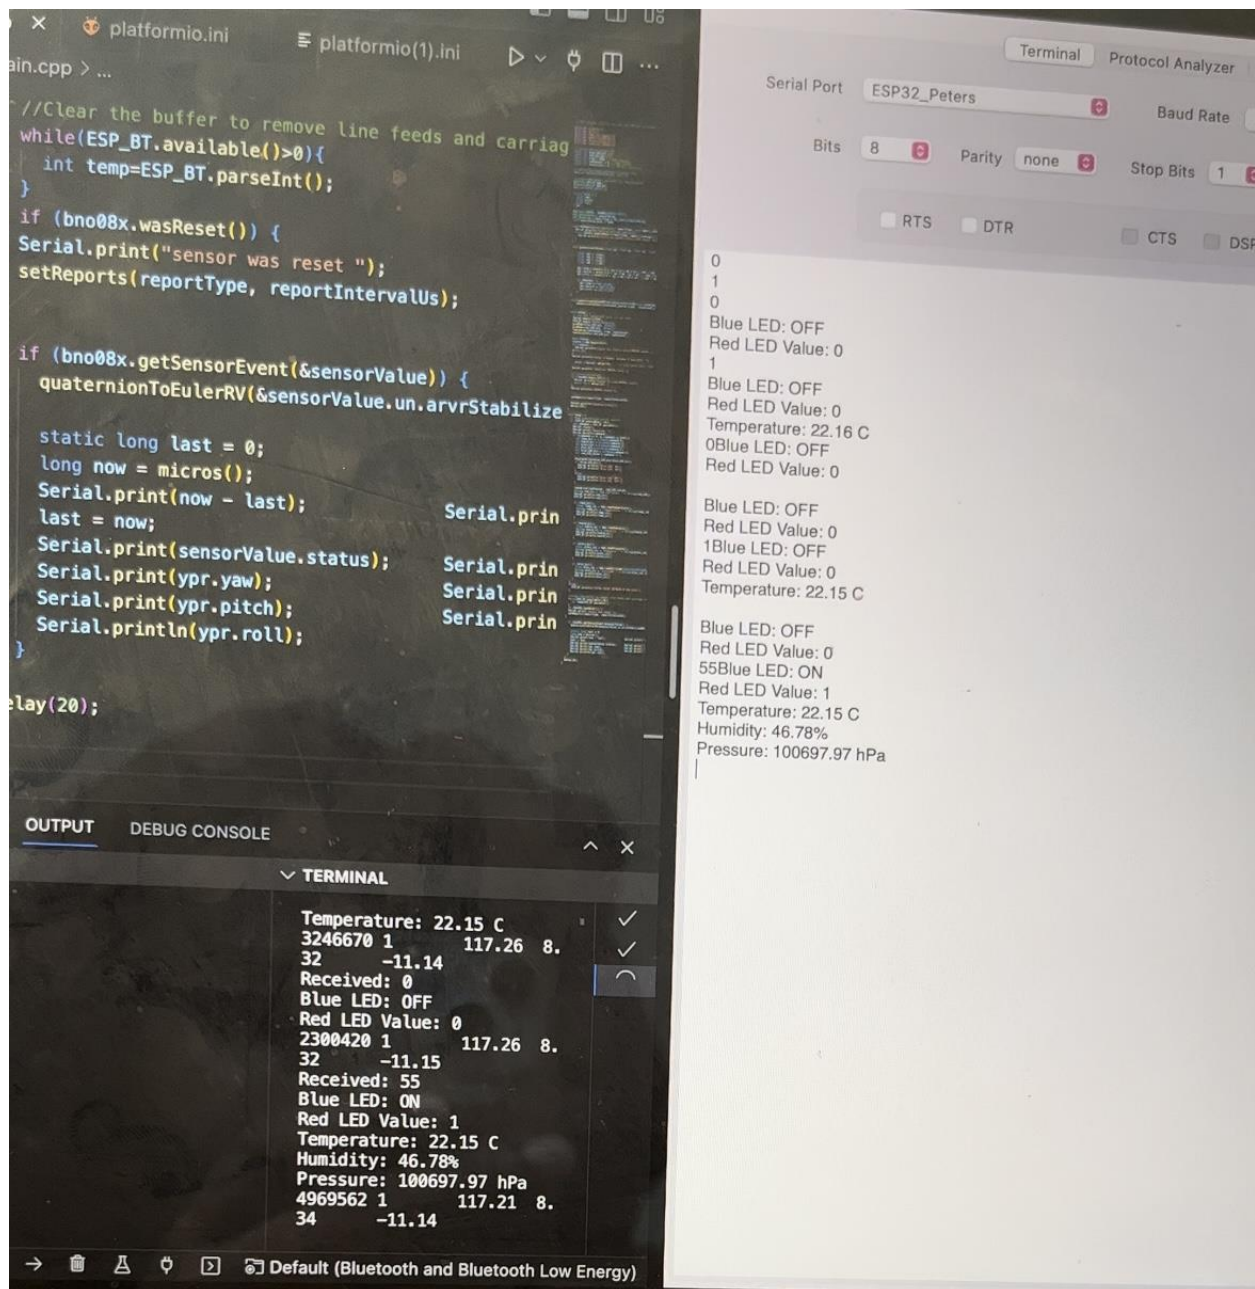 platformio.ini
platformio(1).ini
ain.cpp > ...
//Clear the buffer to remove line feeds and carriag
while(ESP_BT.available()>0){
int temp=ESP_BT.parseInt();
}
if (bno08x.wasReset()) {
Serial.print("sensor was reset ");
setReports(reportType, reportIntervalUs);
if (bno08x.getSensorEvent(&sensorValue)) {
quaternionToEulerRV(&sensorValue.un.arvrStabilize
static long last = 0;
long now = micros();
Serial.print(now - last); Serial.prin
last = now;
Serial.print(sensorValue.status); Serial.prin
Serial.print(ypr.yaw); Serial.prin
Serial.print(ypr.pitch); Serial.prin
Serial.println(ypr.roll);
}
elay(20);
OUTPUT DEBUG CONSOLE
TERMINAL
Temperature: 22.15 C
3246670 1 117.26 8.
32 -11.14
Received: 0
Blue LED: OFF
Red LED Value: 0
2300420 1 117.26 8.
32 -11.15
Received: 55
Blue LED: ON
Red LED Value: 1
Temperature: 22.15 C
Humidity: 46.78%
Pressure: 100697.97 hPa
4969562 1 117.21 8.
34 -11.14
Default (Bluetooth and Bluetooth Low Energy)
Terminal Protocol Analyzer
Serial Port ESP32_Peters Baud Rate
Bits 8 Parity none Stop Bits 1
RTS DTR CTS DSR
0
1
0
Blue LED: OFF
Red LED Value: 0
1
Blue LED: OFF
Red LED Value: 0
Temperature: 22.16 C
0Blue LED: OFF
Red LED Value: 0
Blue LED: OFF
Red LED Value: 0
1Blue LED: OFF
Red LED Value: 0
Temperature: 22.15 C
Blue LED: OFF
Red LED Value: 0
55Blue LED: ON
Red LED Value: 1
Temperature: 22.15 C
Humidity: 46.78%
Pressure: 100697.97 hPa